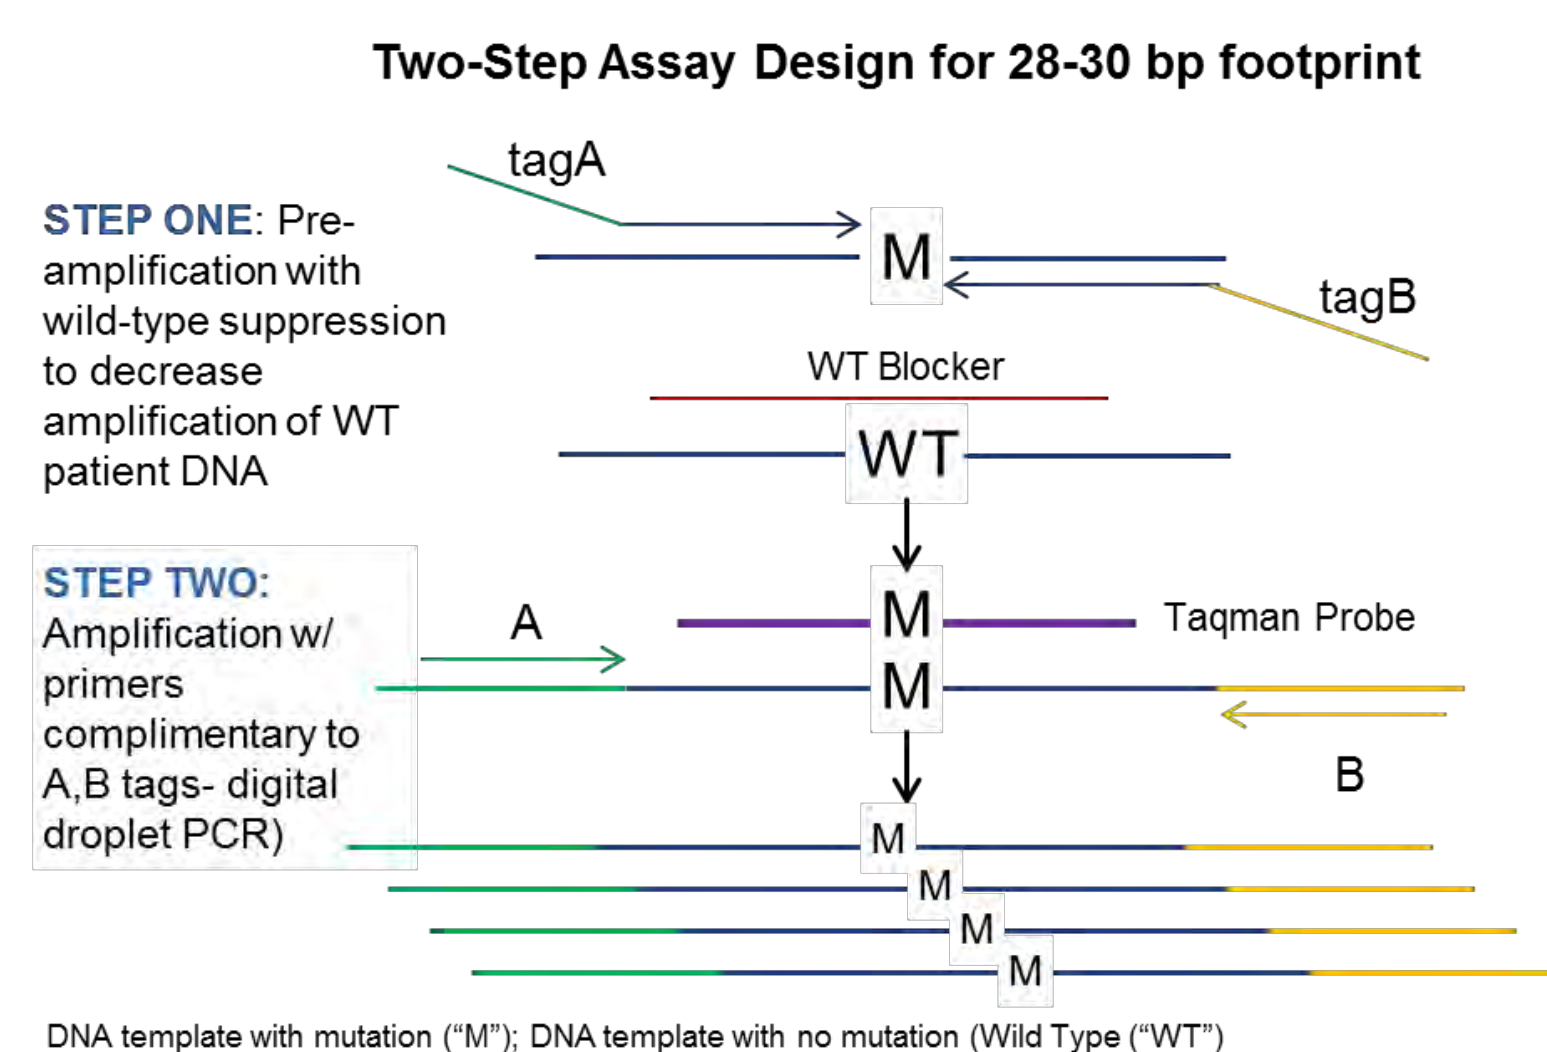 Two-Step Assay Design for 28-30 bp footprint
tagA
STEP ONE: Pre-
amplification with
wild-type suppression
to decrease
amplification of WT
patient DNA
M
tagB
WT Blocker
WT
STEP TWO:
Amplification w/
primers
complimentary to
A,B tags- digital
droplet PCR)
A
M
Taqman Probe
M
B
M
M
M
M
DNA template with mutation (“M”); DNA template with no mutation (Wild Type (“WT”)